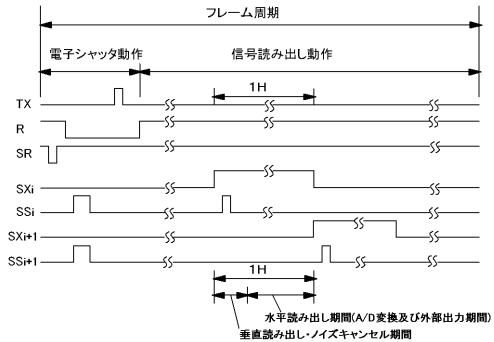 フレーム周期
電子シャッタ動作
信号読み出し動作
1H
TX
R
SR
SXi
SSi
SXi+1
SSi+1
1H
水平読み出し期間(A/D変換及び外部出力期間)
垂直読み出し・ノイズキャンセル期間